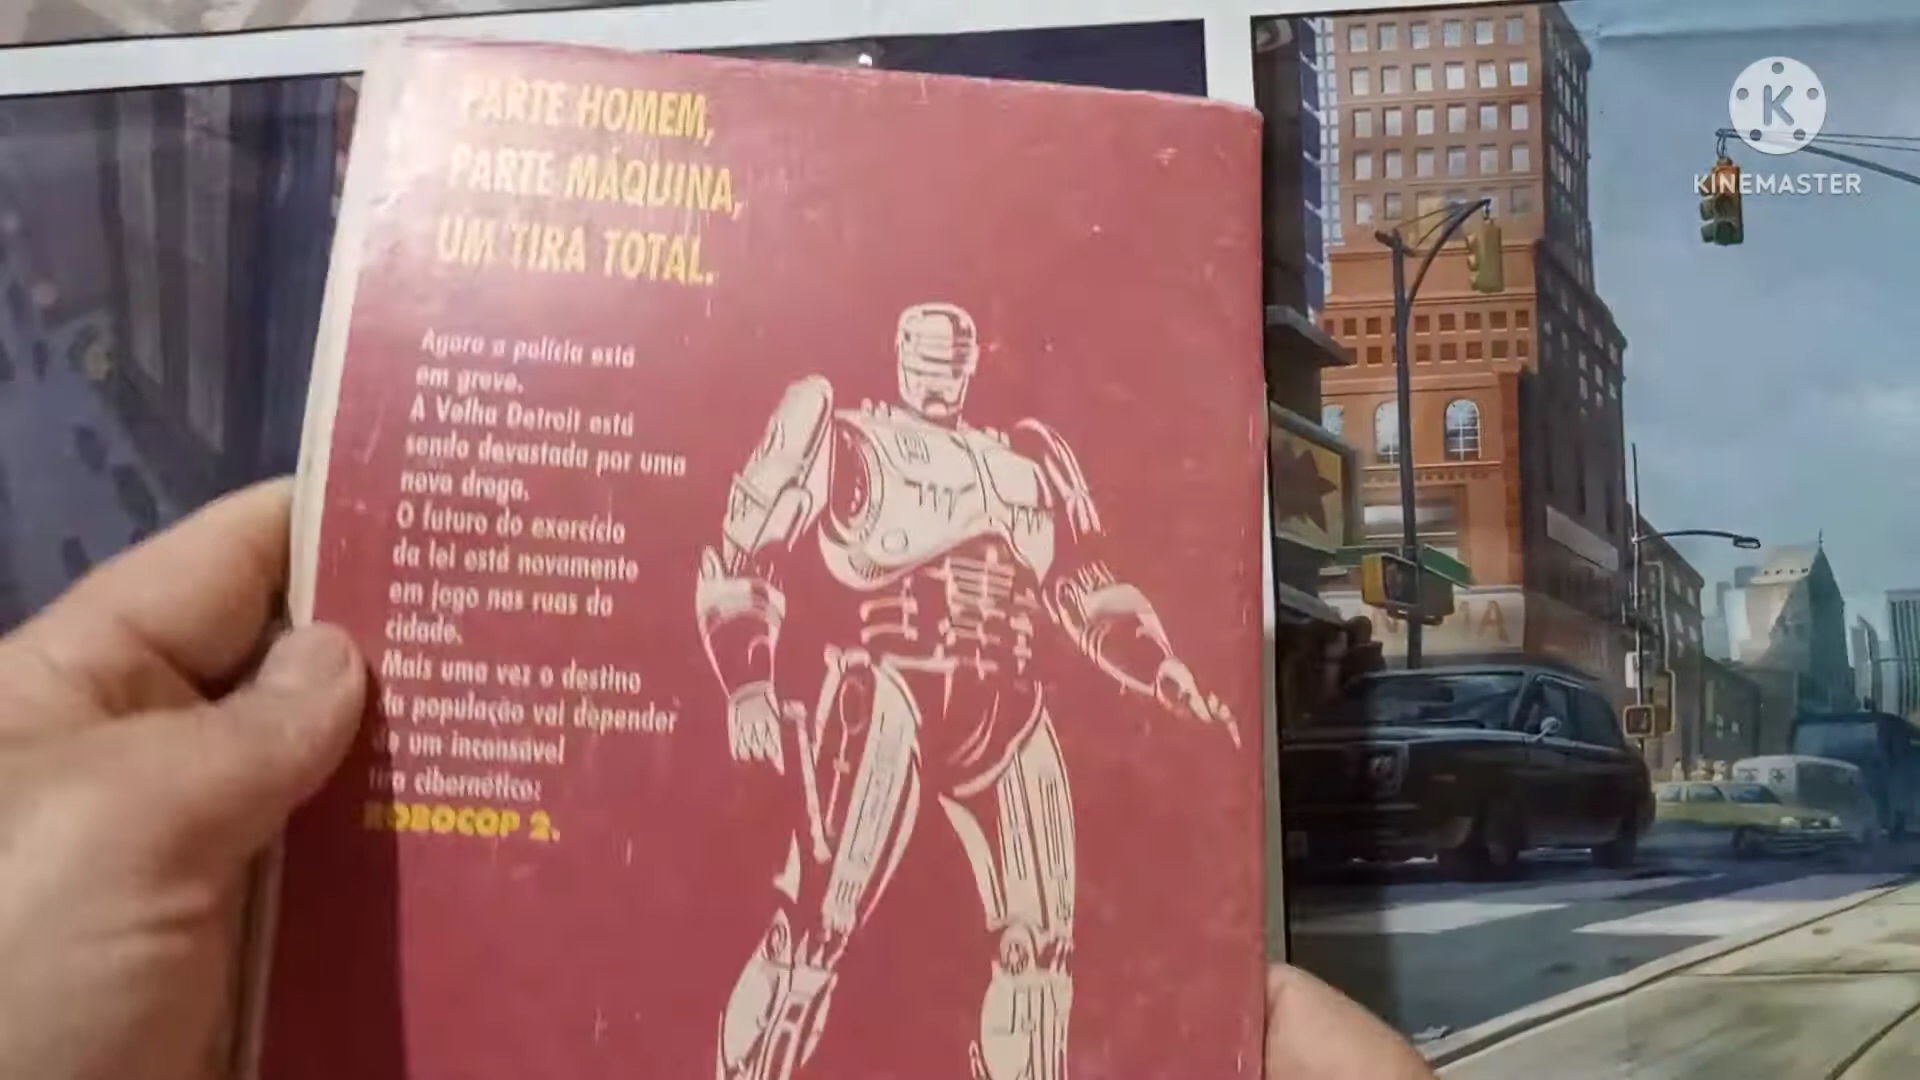 PARTE HOMEM,
PARTE MÁQUINA,
UM TIRA TOTAL.
Agora a polícia está
em greve.
A Velha Detroit está
sendo devastada por uma
nova droga.
O futuro do exercício
da lei está novamente
em jogo nas ruas da
cidade.
Mais uma vez o destino
da população vai depender
de um incansável
tira cibernético:
ROBOCOP 2.
K
KINEMASTER